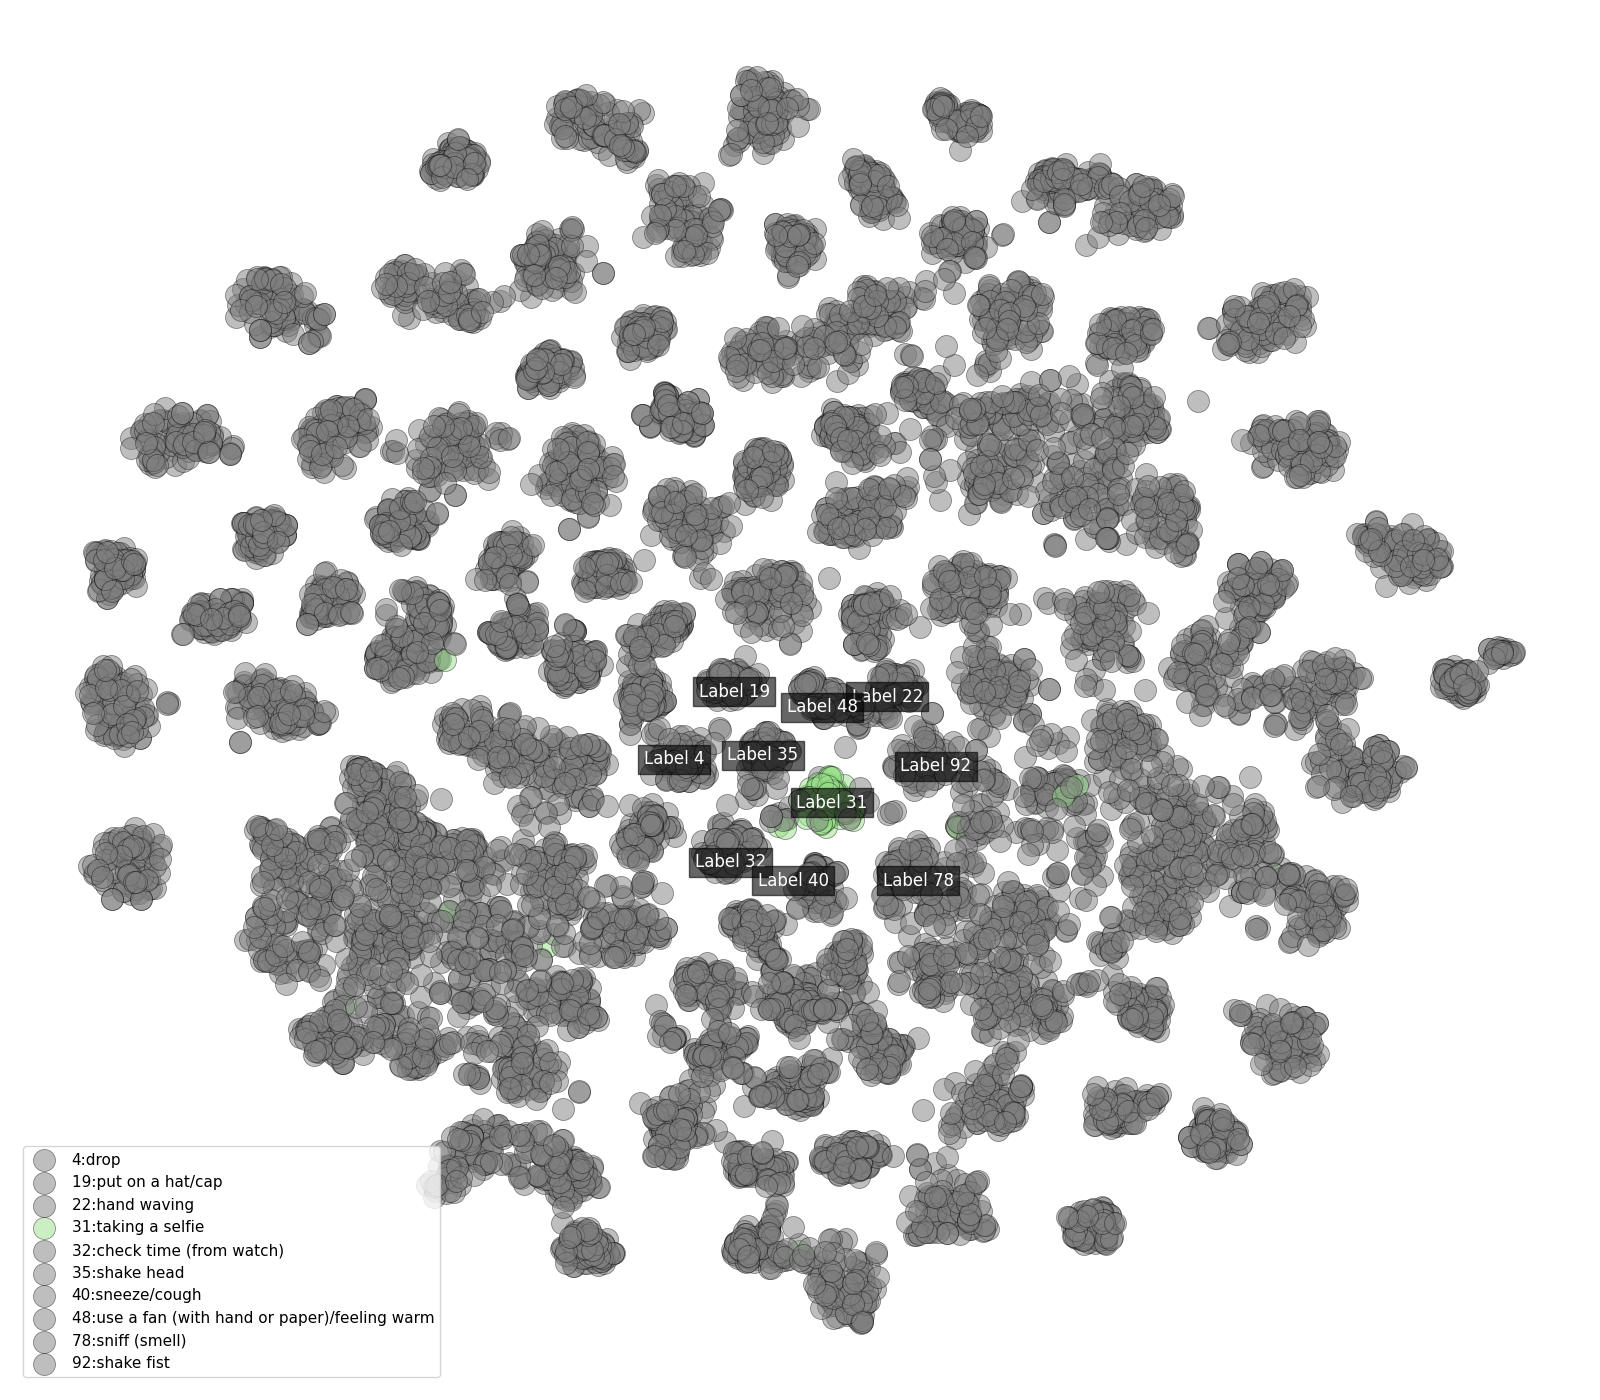 Label 19
Label 22
Label 48
Label 35
Label 4
Label 92
Label 31
Label 32
Label 40
Label 78
4:drop
19:put on a hat/cap
22:hand waving
31:taking a selfie
32:check time (from watch)
35:shake head
40:sneeze/cough
48:use a fan (with hand or paper)/feeling warm
78:sniff (smell)
92:shake fist